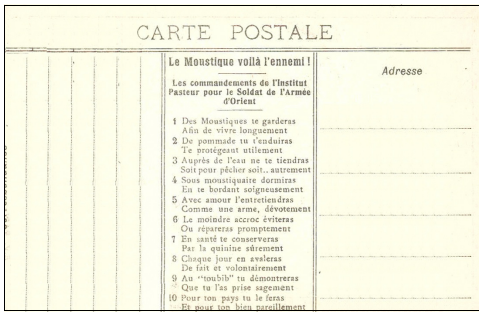 CARTE POSTALE
Le Moustique voilà l'ennemi !
Les commandements de l'Institut
Pasteur pour le Soldat de l'Armée
d'Orient
1 Des Moustiques te garderas
Afin de vivre longuement
2 De pommade tu t'enduiras
Te protégeant utilement
3 Auprès de l'eau ne te tiendras
Soit pour pêcher soit.. autrement
4 Sous moustiquaire dormiras
En te bordant soigneusement
5 Avec amour l'entretiendras
Comme une arme, dévotement
6 Le moindre accroc éviteras
Ou répareras promptement
7 En santé te conserveras
Par la quinine sûrement
8 Chaque jour en avaleras
De fait et volontairement
9 Au "toubib" tu démontreras
Que tu l'as prise sagement
10 Pour ton pays tu le feras
Et pour ton bien pareillement
Adresse